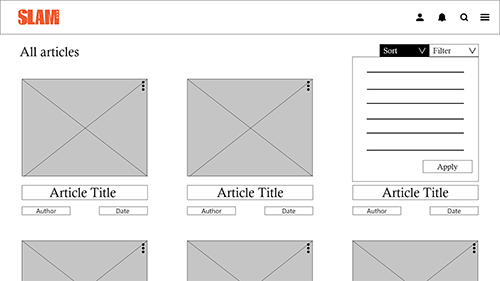 SLAM
All articles
Sort Filter
Apply
Article Title Article Title Article Title
Author Date Author Date Author Date